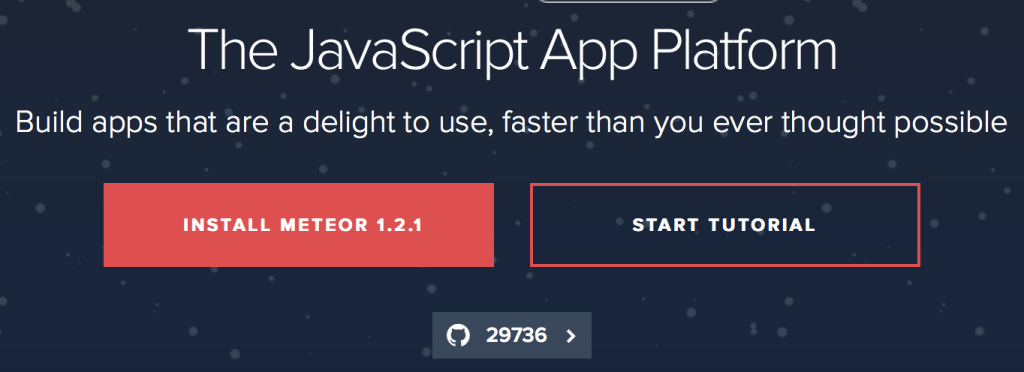 The JavaScript App Platform
Build apps that are a delight to use, faster than you ever thought possible
INSTALL METEOR 1.2.1
START TUTORIAL
29736